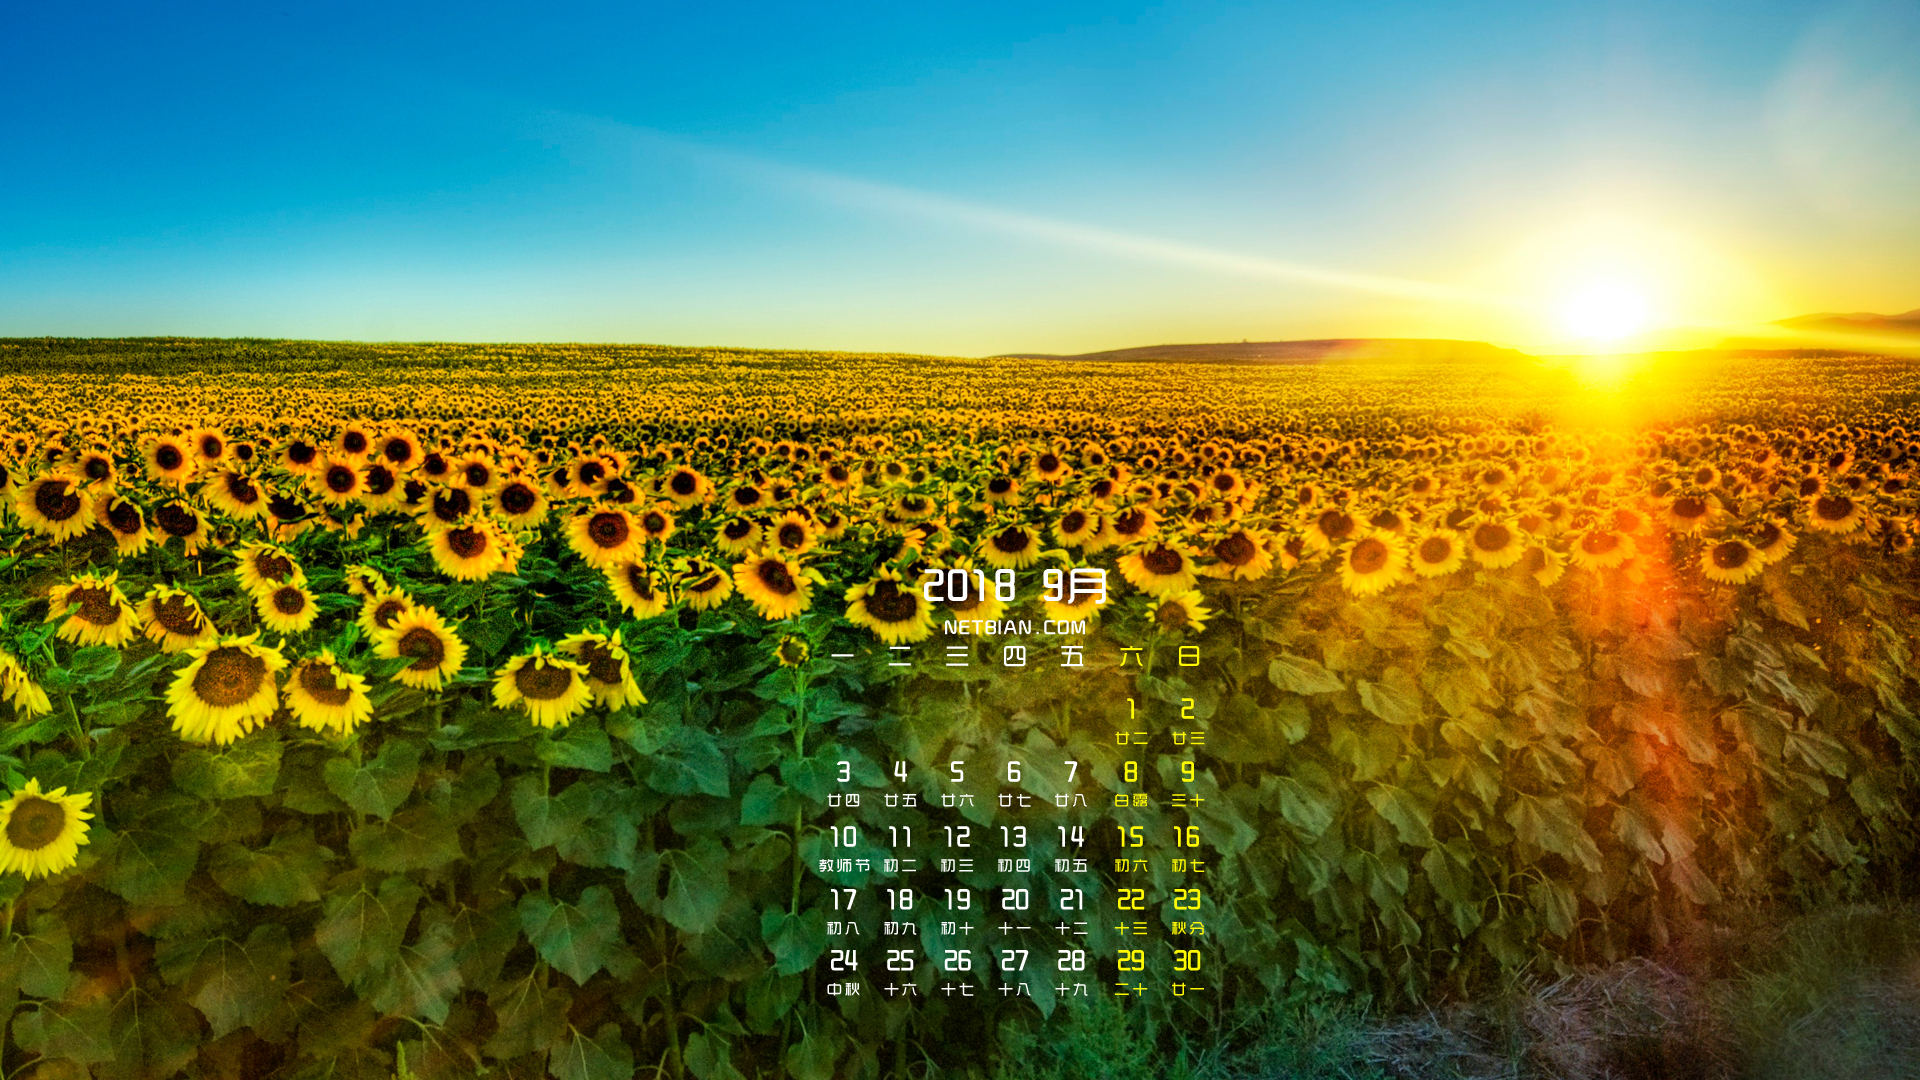 2018 9月
NETBIAN.COM
一 二 三 四 五 六 日
1 2
廿二 廿三
3 4 5 6 7 8 9
廿四 廿五 廿六 廿七 廿八 白露 三十
10 11 12 13 14 15 16
教师节 初二 初三 初四 初五 初六 初七
17 18 19 20 21 22 23
初八 初九 初十 十一 十二 十三 秋分
24 25 26 27 28 29 30
中秋 十六 十七 十八 十九 二十 廿一